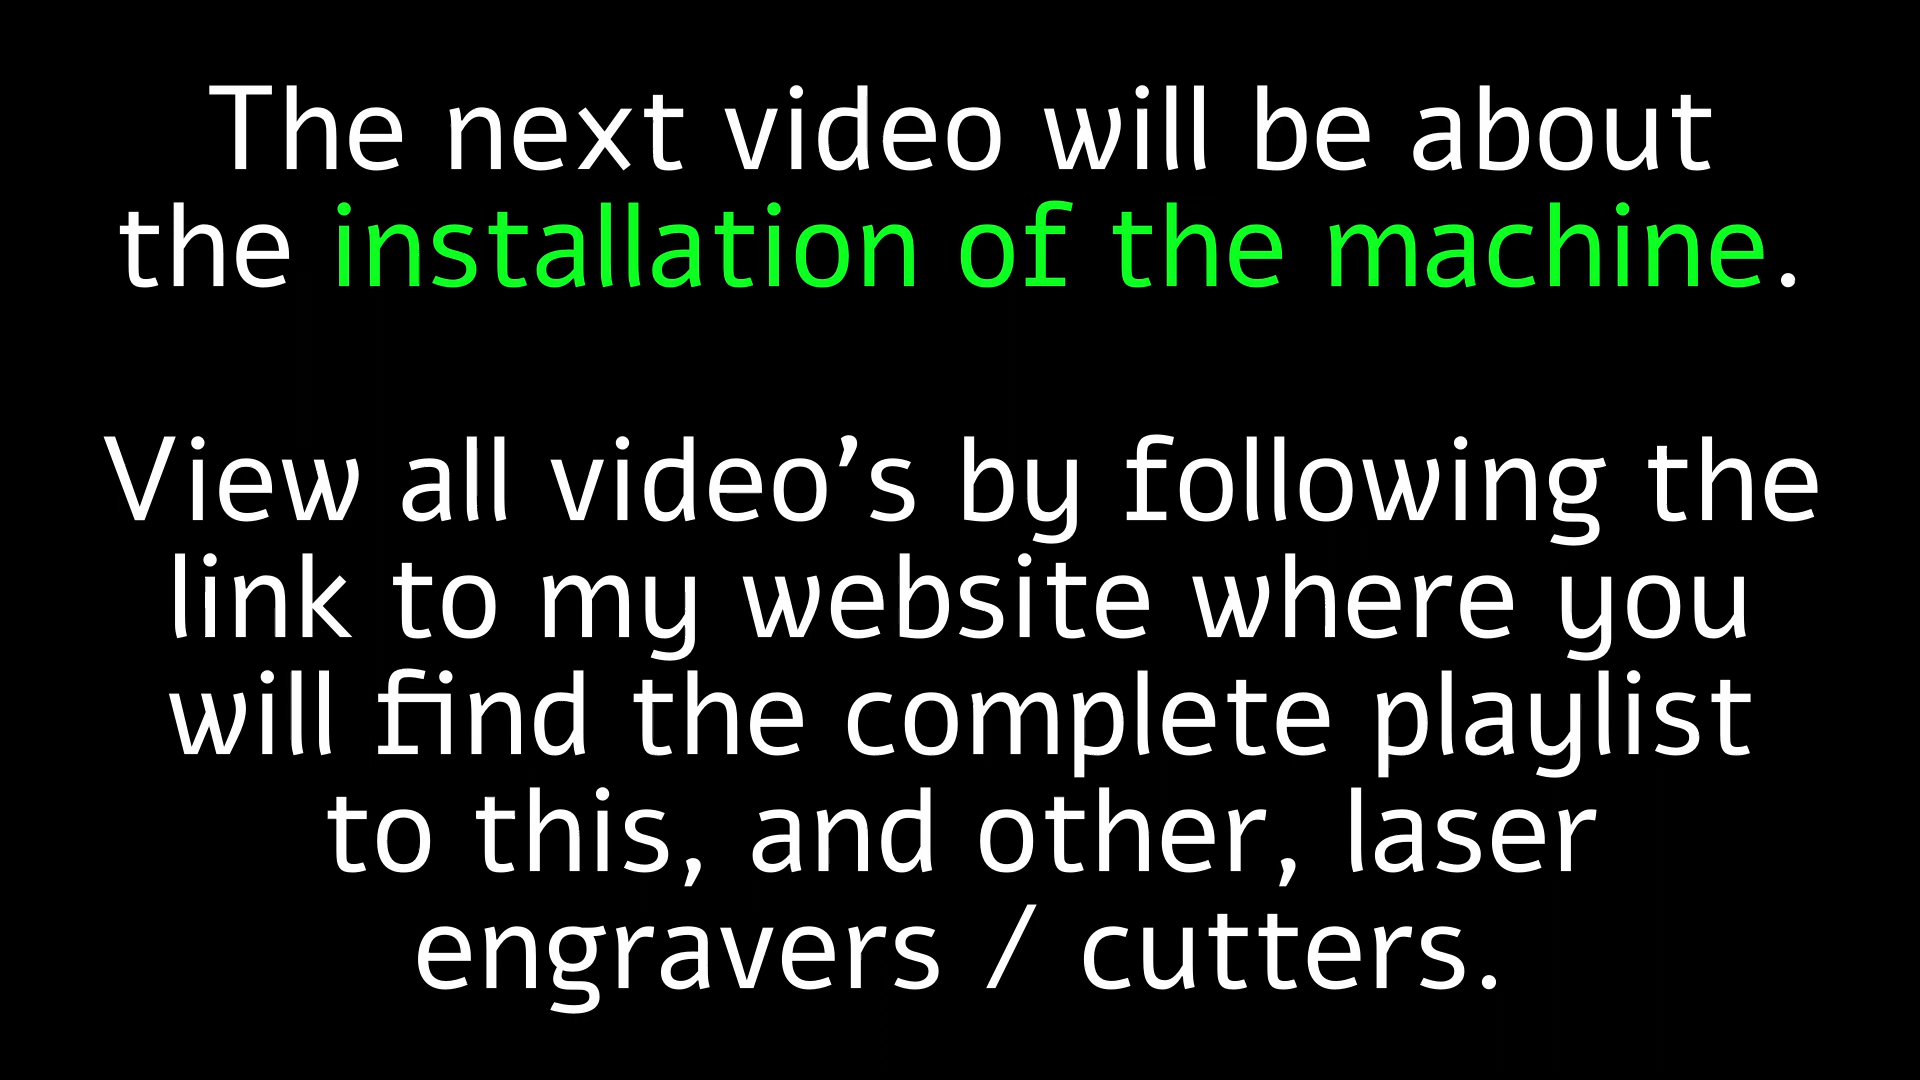 The next video will be about
the installation of the machine.
View all video’s by following the
link to my website where you
will find the complete playlist
to this, and other, laser
engravers / cutters.